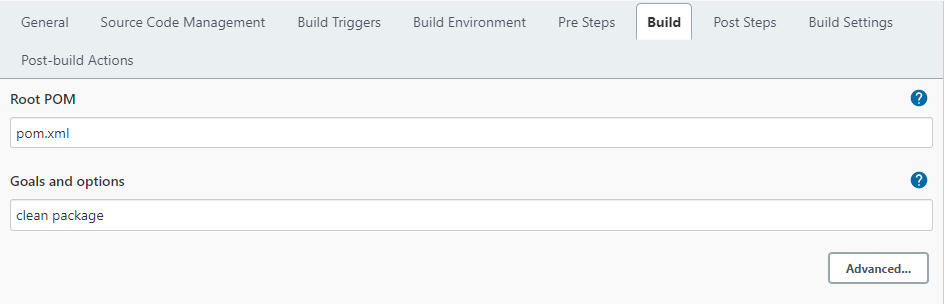 General Source Code Management Build Triggers Build Environment Pre Steps Build Post Steps Build Settings
Post-build Actions
Root POM ?
pom.xml
Goals and options ?
clean package
Advanced...